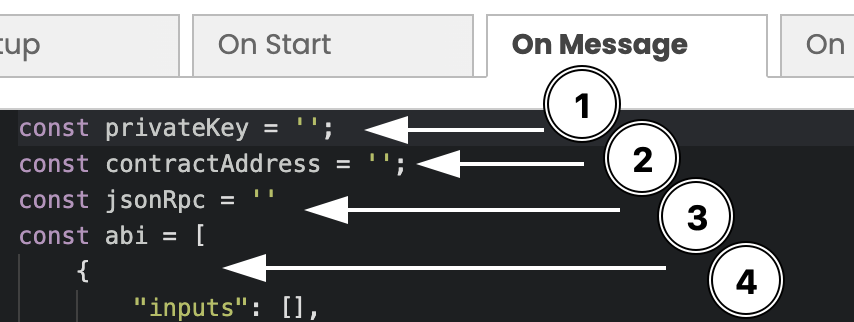 tup On Start On Message On
const privateKey = ''; 1
const contractAddress = ''; 2
const jsonRpc = '' 3
const abi = [
{ 4
"inputs": [],